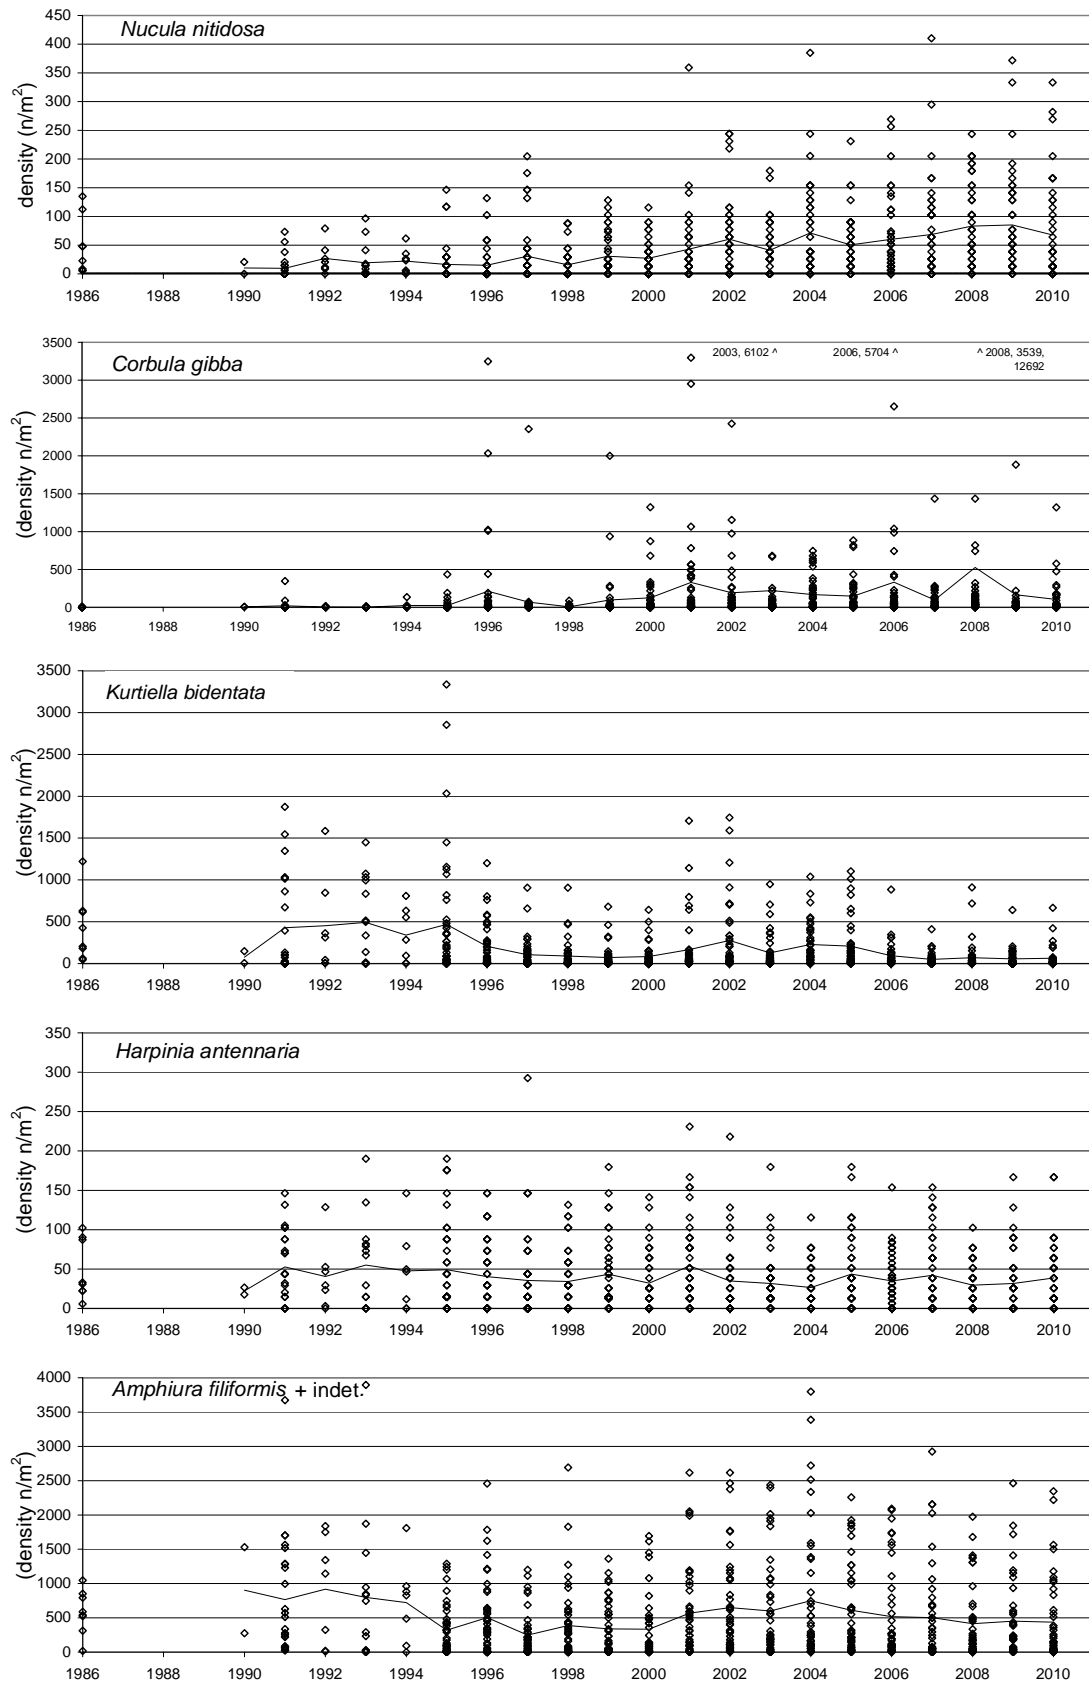 Nucula nitidosa
density (n/m²)
450
400
350
300
250
200
150
100
50
0
1986 1988 1990 1992 1994 1996 1998 2000 2002 2004 2006 2008 2010
Corbula gibba
2003, 6102 ^ 2006, 5704 ^ ^ 2008, 3539,
12692
(density n/m²)
3500
3000
2500
2000
1500
1000
500
0
1986 1988 1990 1992 1994 1996 1998 2000 2002 2004 2006 2008 2010
Kurtiella bidentata
(density n/m²)
3500
3000
2500
2000
1500
1000
500
0
1986 1988 1990 1992 1994 1996 1998 2000 2002 2004 2006 2008 2010
Harpinia antennaria
(density n/m²)
350
300
250
200
150
100
50
0
1986 1988 1990 1992 1994 1996 1998 2000 2002 2004 2006 2008 2010
Amphiura filiformis + indet.
(density n/m²)
4000
3500
3000
2500
2000
1500
1000
500
0
1986 1988 1990 1992 1994 1996 1998 2000 2002 2004 2006 2008 2010